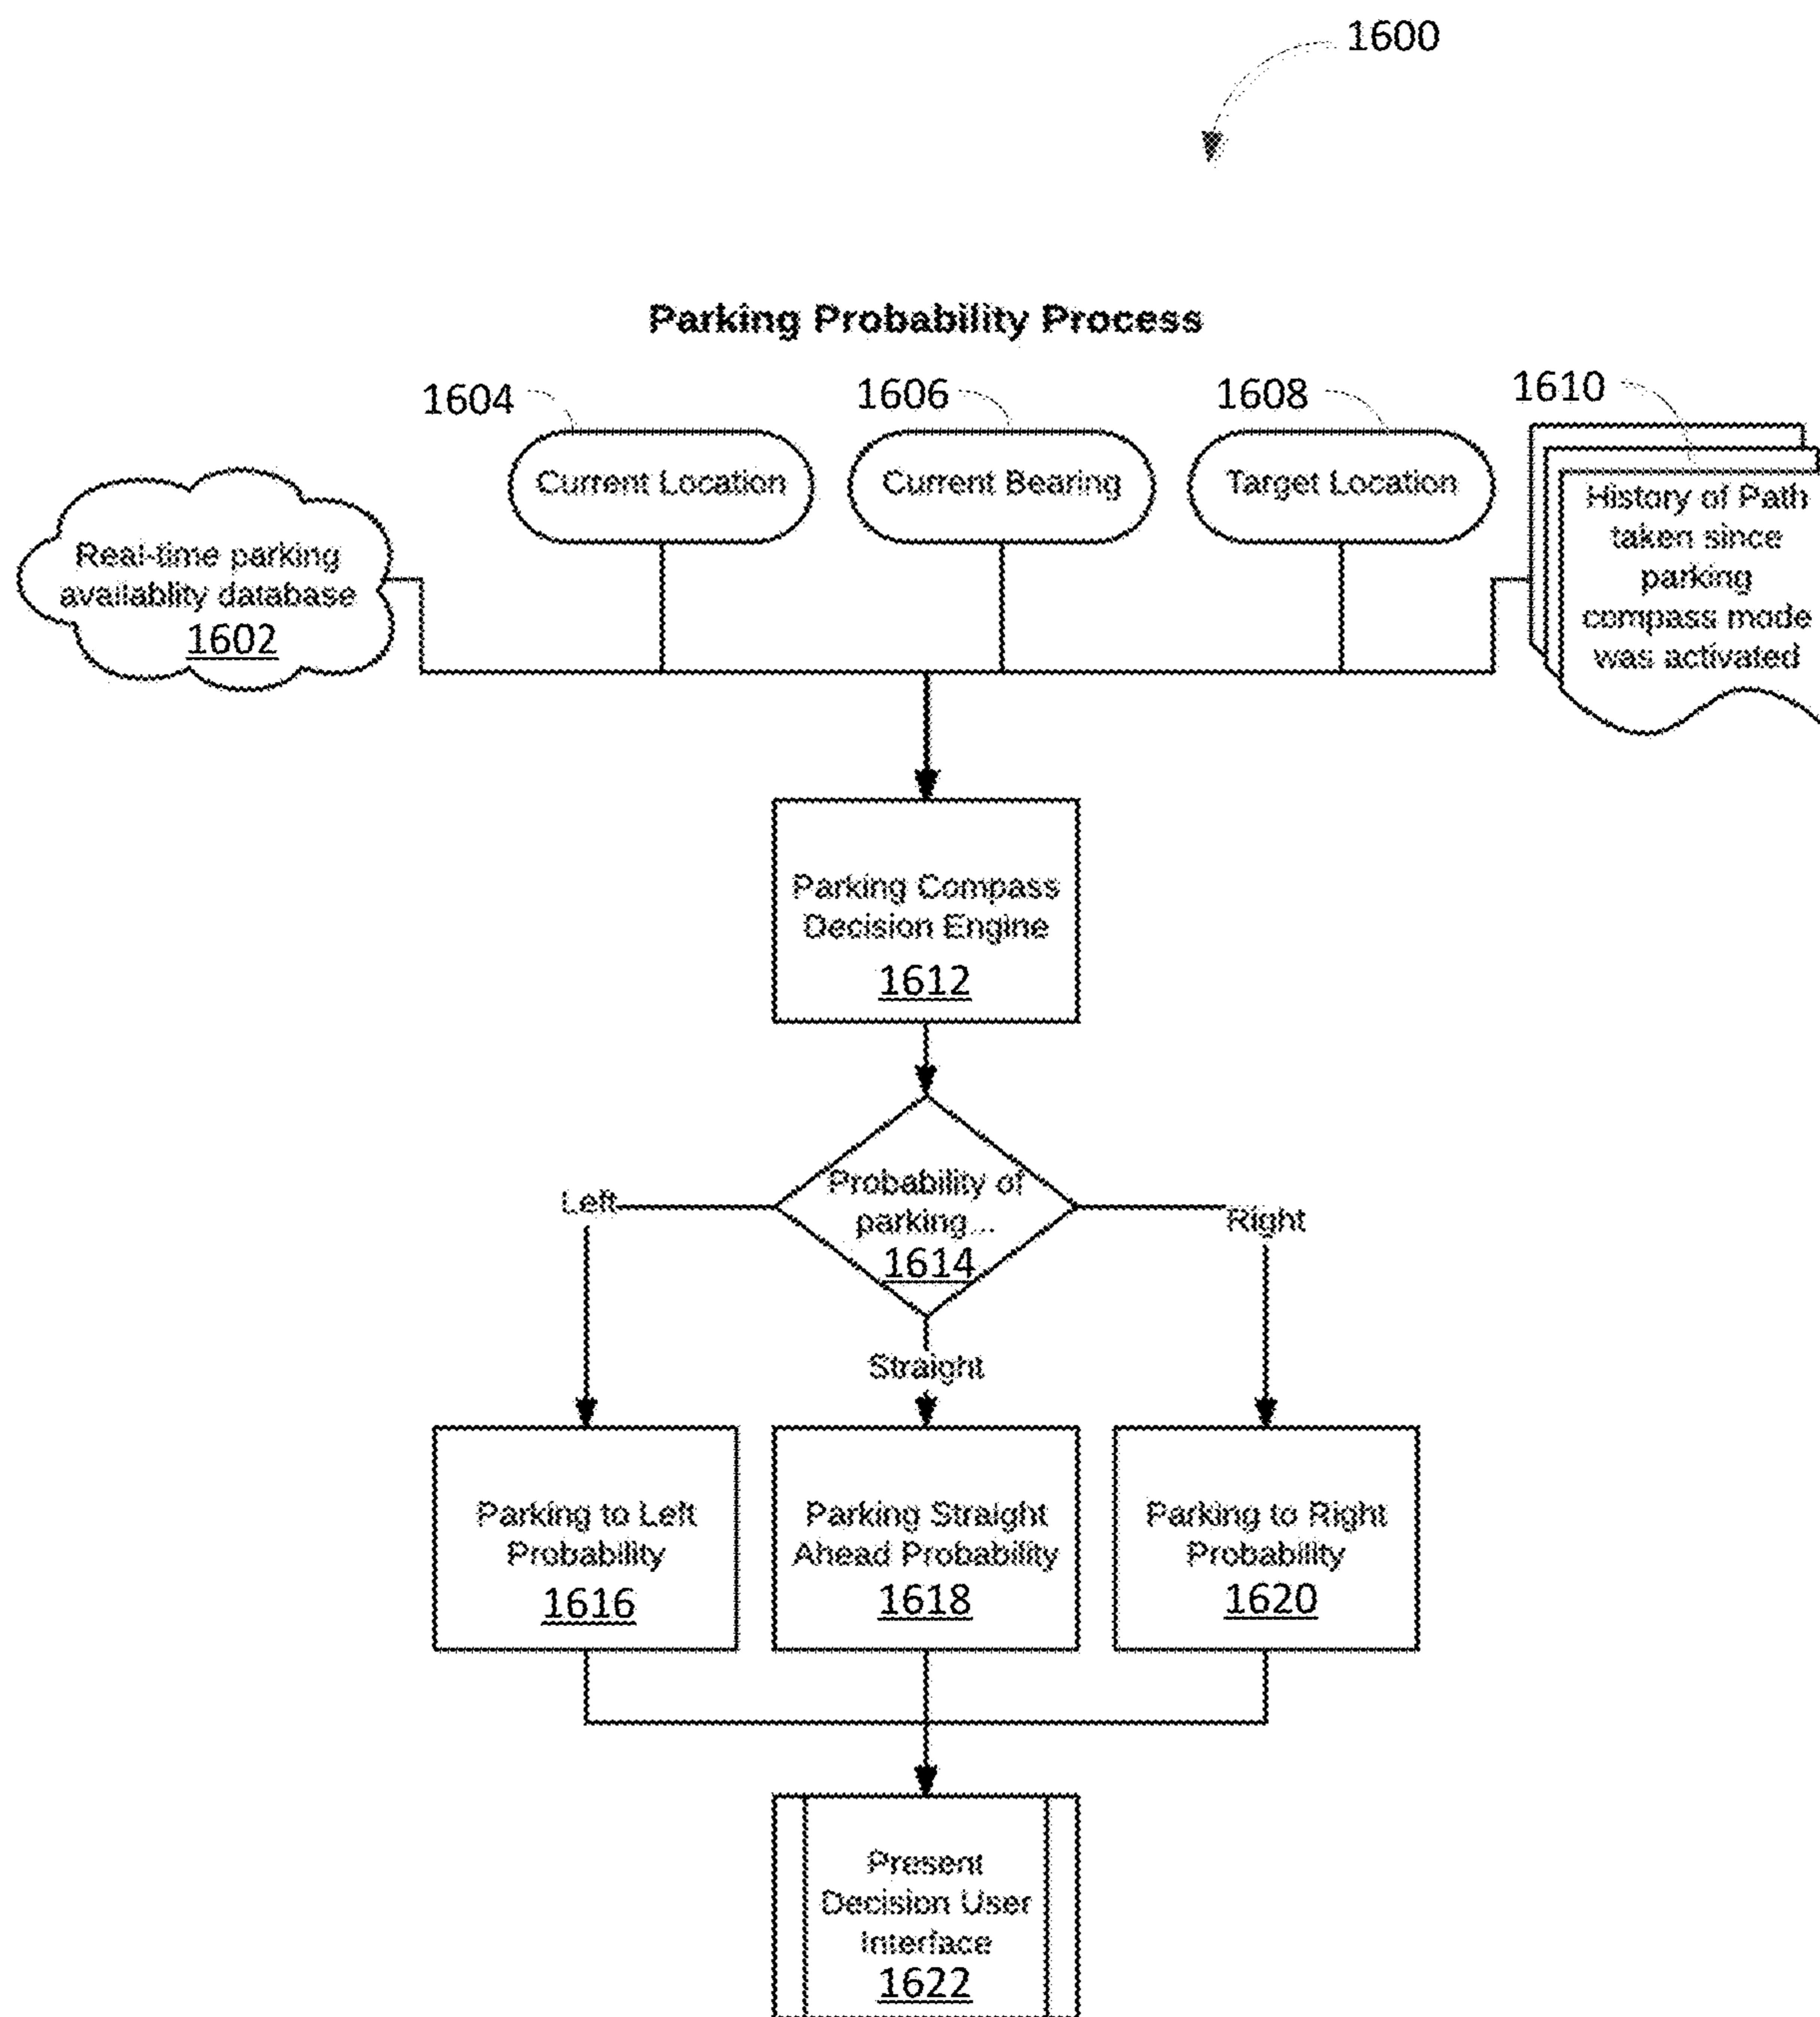 1600
Parking Probability Process
1604
1606
1608
1610
Current Location
Current Bearing
Target Location
History of Path
taken since
parking
compass mode
was activated
Real-time parking
availablity database
1602
Parking Compass
Decision Engine
1612
Probability of
parking...
1614
Left
Right
Straight
Parking to Left
Probability
1616
Parking Straight
Ahead Probability
1618
Parking to Right
Probability
1620
Present
Decision User
Interface
1622